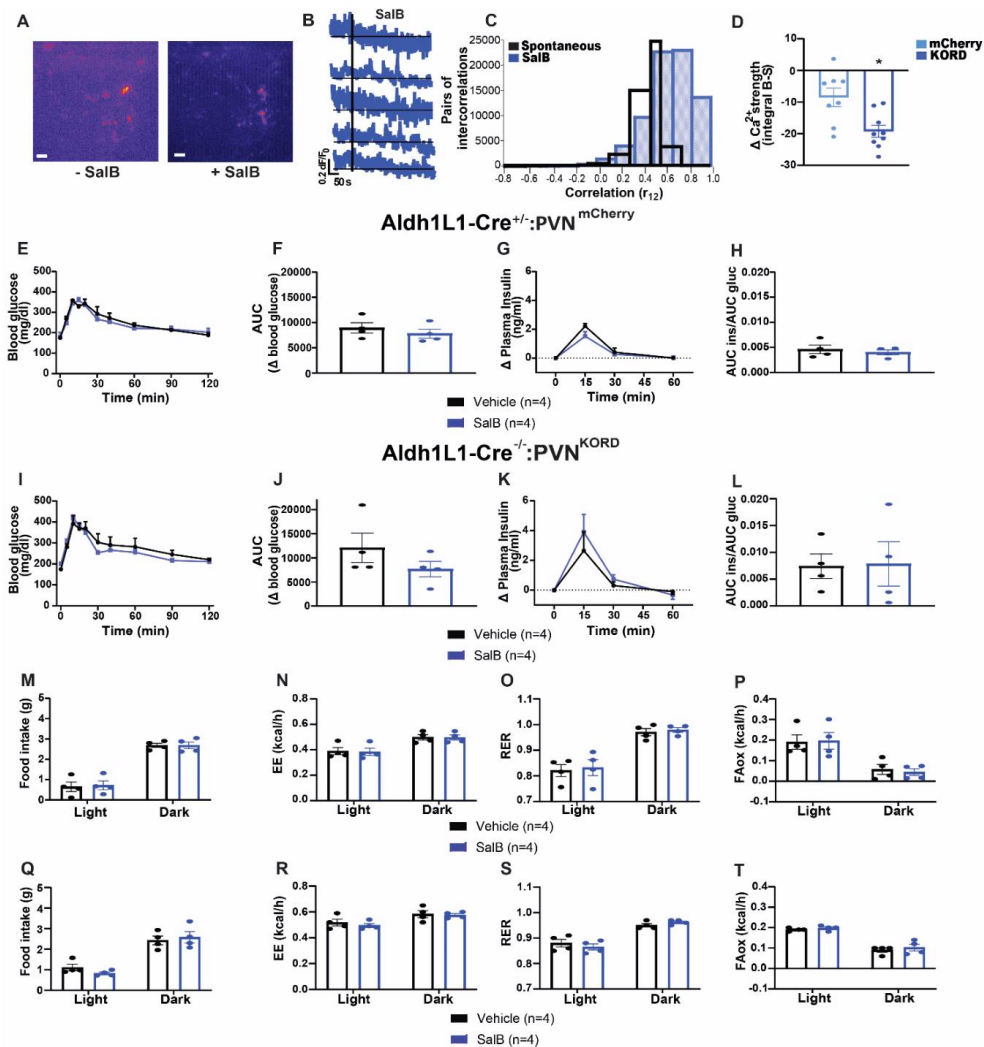 A
- SalB
+ SalB
B
SalB
0.2 dF/F0
50s
C
Spontaneous
SalB
Pairs of intercorrelations
25000
20000
15000
10000
5000
0
-0.8 -0.6 -0.4 -0.2 0 0.2 0.4 0.6 0.8 1.0
Correlation (r12)
D
mCherry
KORD
*
Δ Ca2+ strength
(integral B-S)
0
-10
-20
-30
Aldh1L1-Cre+/-:PVNmCherry
E
Blood glucose
(mg/dl)
500
400
300
200
100
0 30 60 90 120
Time (min)
F
AUC
(Δ blood glucose)
20000
15000
10000
5000
0
G
Δ Plasma Insulin
(ng/ml)
6
4
2
0
0 15 30 45 60
Time (min)
H
AUC ins/AUC gluc
0.020
0.015
0.010
0.005
0.000
Vehicle (n=4)
SalB (n=4)
Aldh1L1-Cre-/-:PVNKORD
I
Blood glucose
(mg/dl)
500
400
300
200
100
0 30 60 90 120
Time (min)
J
AUC
(Δ blood glucose)
20000
15000
10000
5000
0
K
Δ Plasma Insulin
(ng/ml)
6
4
2
0
0 15 30 45 60
Time (min)
L
AUC ins/AUC gluc
0.020
0.015
0.010
0.005
0.000
Vehicle (n=4)
SalB (n=4)
M
Food intake (g)
5
4
3
2
1
0
Light Dark
N
EE (kcal/h)
0.8
0.6
0.4
0.2
0.0
Light Dark
O
RER
1.1
1.0
0.9
0.8
0.7
Light Dark
P
FAox (kcal/h)
0.4
0.3
0.2
0.1
0.0
-0.1
Light Dark
Vehicle (n=4)
SalB (n=4)
Q
Food intake (g)
5
4
3
2
1
0
Light Dark
R
EE (kcal/h)
0.8
0.6
0.4
0.2
0.0
Light Dark
S
RER
1.1
1.0
0.9
0.8
0.7
Light Dark
T
FAox (kcal/h)
0.4
0.3
0.2
0.1
0.0
-0.1
Light Dark
Vehicle (n=4)
SalB (n=4)